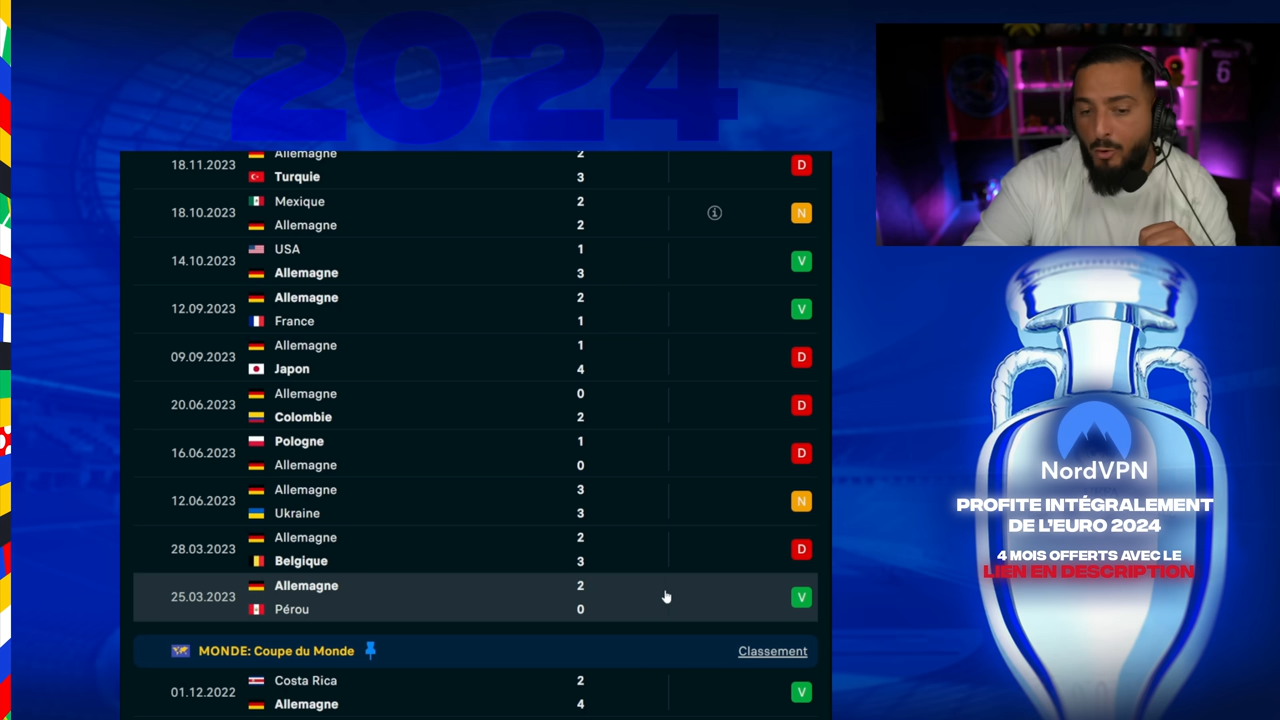 2024
Allemagne 2
18.11.2023 D
Turquie 3
Mexique 2
18.10.2023 N
Allemagne 2
USA 1
14.10.2023 V
Allemagne 3
Allemagne 2
12.09.2023 V
France 1
Allemagne 1
09.09.2023 D
Japon 4
Allemagne 0
20.06.2023 D
Colombie 2
Pologne 1
16.06.2023 D
Allemagne 0
Allemagne 3
12.06.2023 N
Ukraine 3
Allemagne 2
28.03.2023 D
Belgique 3
Allemagne 2
25.03.2023 V
Pérou 0
MONDE: Coupe du Monde Classement
Costa Rica 2
01.12.2022 V
Allemagne 4
6
NordVPN
PROFITE INTÉGRALEMENT
DE L'EURO 2024
4 MOIS OFFERTS AVEC LE
LIEN EN DESCRIPTION